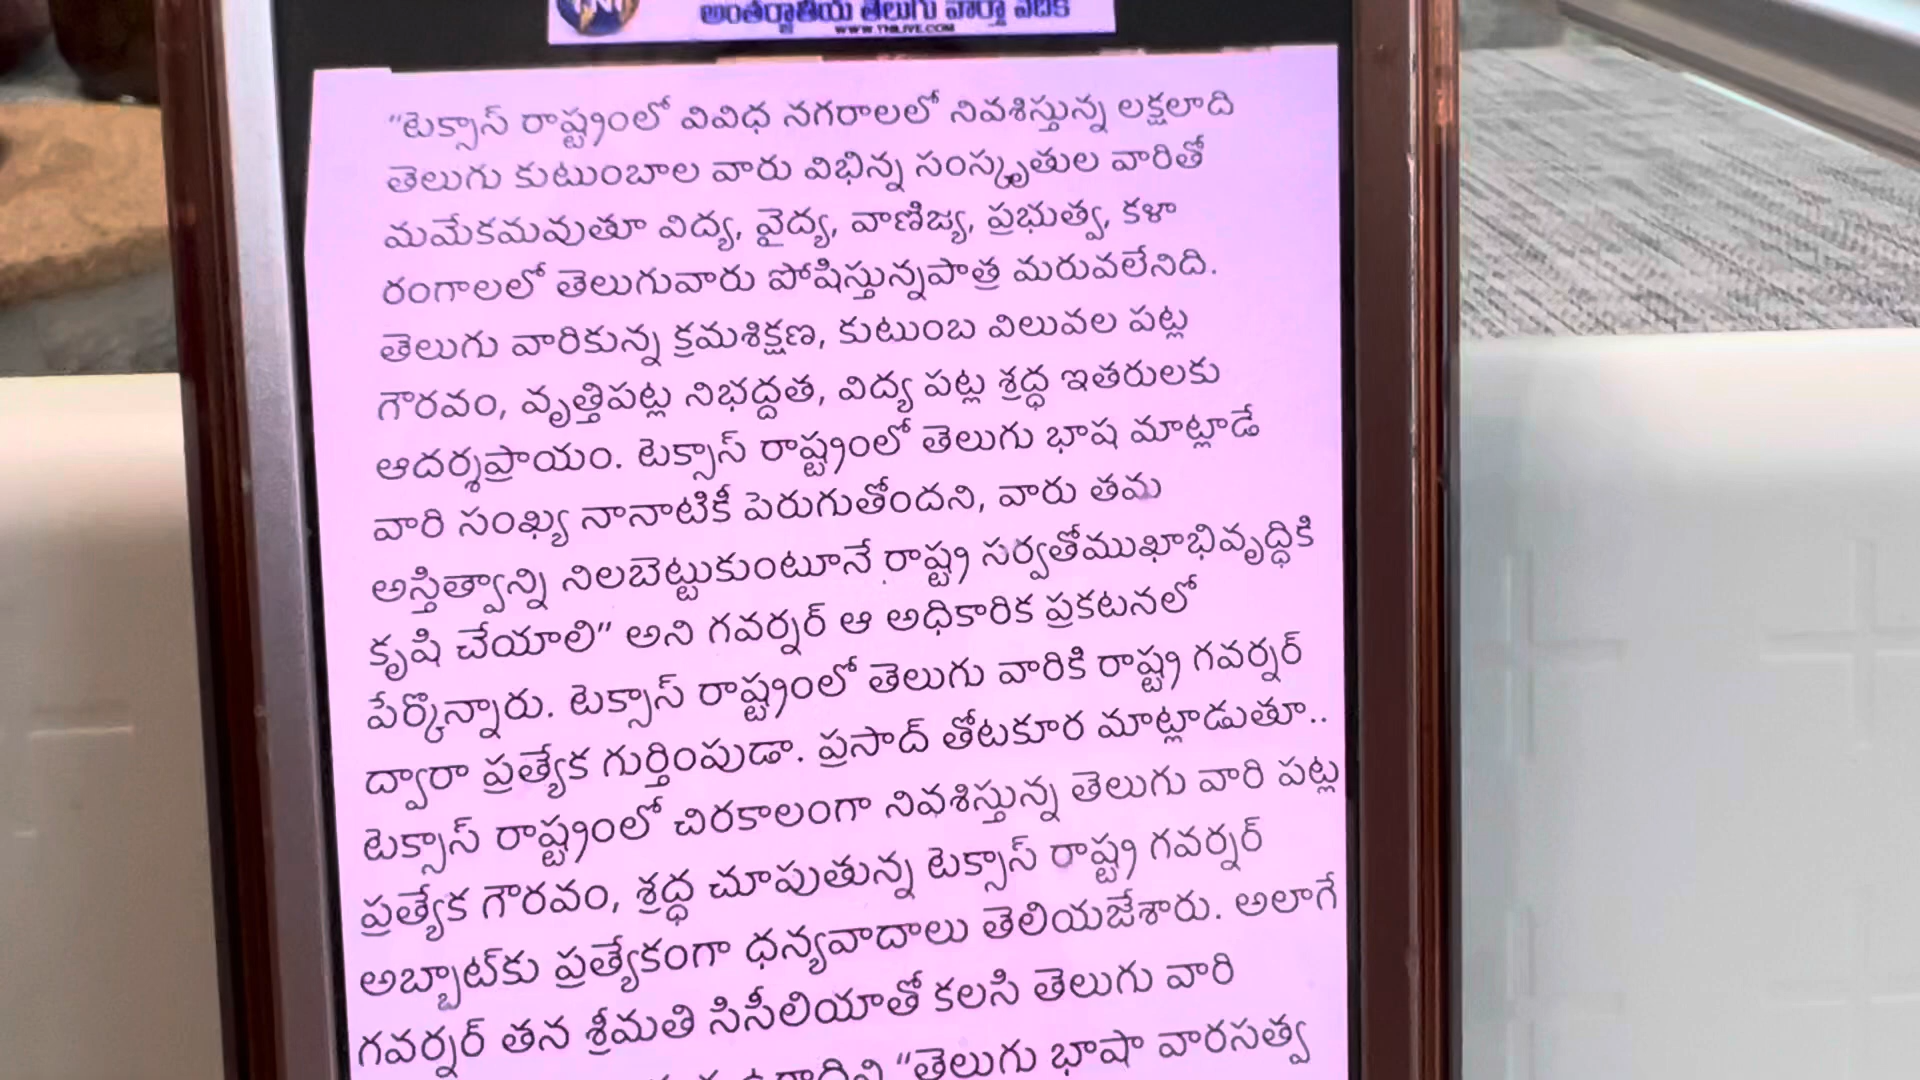 అంతర్జాతీయ తెలుగు వార్తా వేదిక
WWW.TNILIVE.COM
"టెక్సాస్ రాష్ట్రంలో వివిధ నగరాలలో నివశిస్తున్న లక్షలాది
తెలుగు కుటుంబాల వారు విభిన్న సంస్కృతుల వారితో
మమేకమవుతూ విద్య, వైద్య, వాణిజ్య, ప్రభుత్వ, కళా
రంగాలలో తెలుగువారు పోషిస్తున్నపాత్ర మరువలేనిది.
తెలుగు వారికున్న క్రమశిక్షణ, కుటుంబ విలువల పట్ల
గౌరవం, వృత్తిపట్ల నిభద్దత, విద్య పట్ల శ్రద్ధ ఇతరులకు
ఆదర్శప్రాయం. టెక్సాస్ రాష్ట్రంలో తెలుగు భాష మాట్లాడే
వారి సంఖ్య నానాటికీ పెరుగుతోందని, వారు తమ
అస్తిత్వాన్ని నిలబెట్టుకుంటూనే రాష్ట్ర సర్వతోముఖాభివృద్ధికి
కృషి చేయాలి" అని గవర్నర్ ఆ అధికారిక ప్రకటనలో
పేర్కొన్నారు. టెక్సాస్ రాష్ట్రంలో తెలుగు వారికి రాష్ట్ర గవర్నర్
ద్వారా ప్రత్యేక గుర్తింపుడా. ప్రసాద్ తోటకూర మాట్లాడుతూ..
టెక్సాస్ రాష్ట్రంలో చిరకాలంగా నివశిస్తున్న తెలుగు వారి పట్ల
ప్రత్యేక గౌరవం, శ్రద్ధ చూపుతున్న టెక్సాస్ రాష్ట్ర గవర్నర్
అబ్బాట్‌కు ప్రత్యేకంగా ధన్యవాదాలు తెలియజేశారు. అలాగే
గవర్నర్ తన శ్రీమతి సిసీలియాతో కలసి తెలుగు వారి
"తెలుగు భాషా వారసత్వ